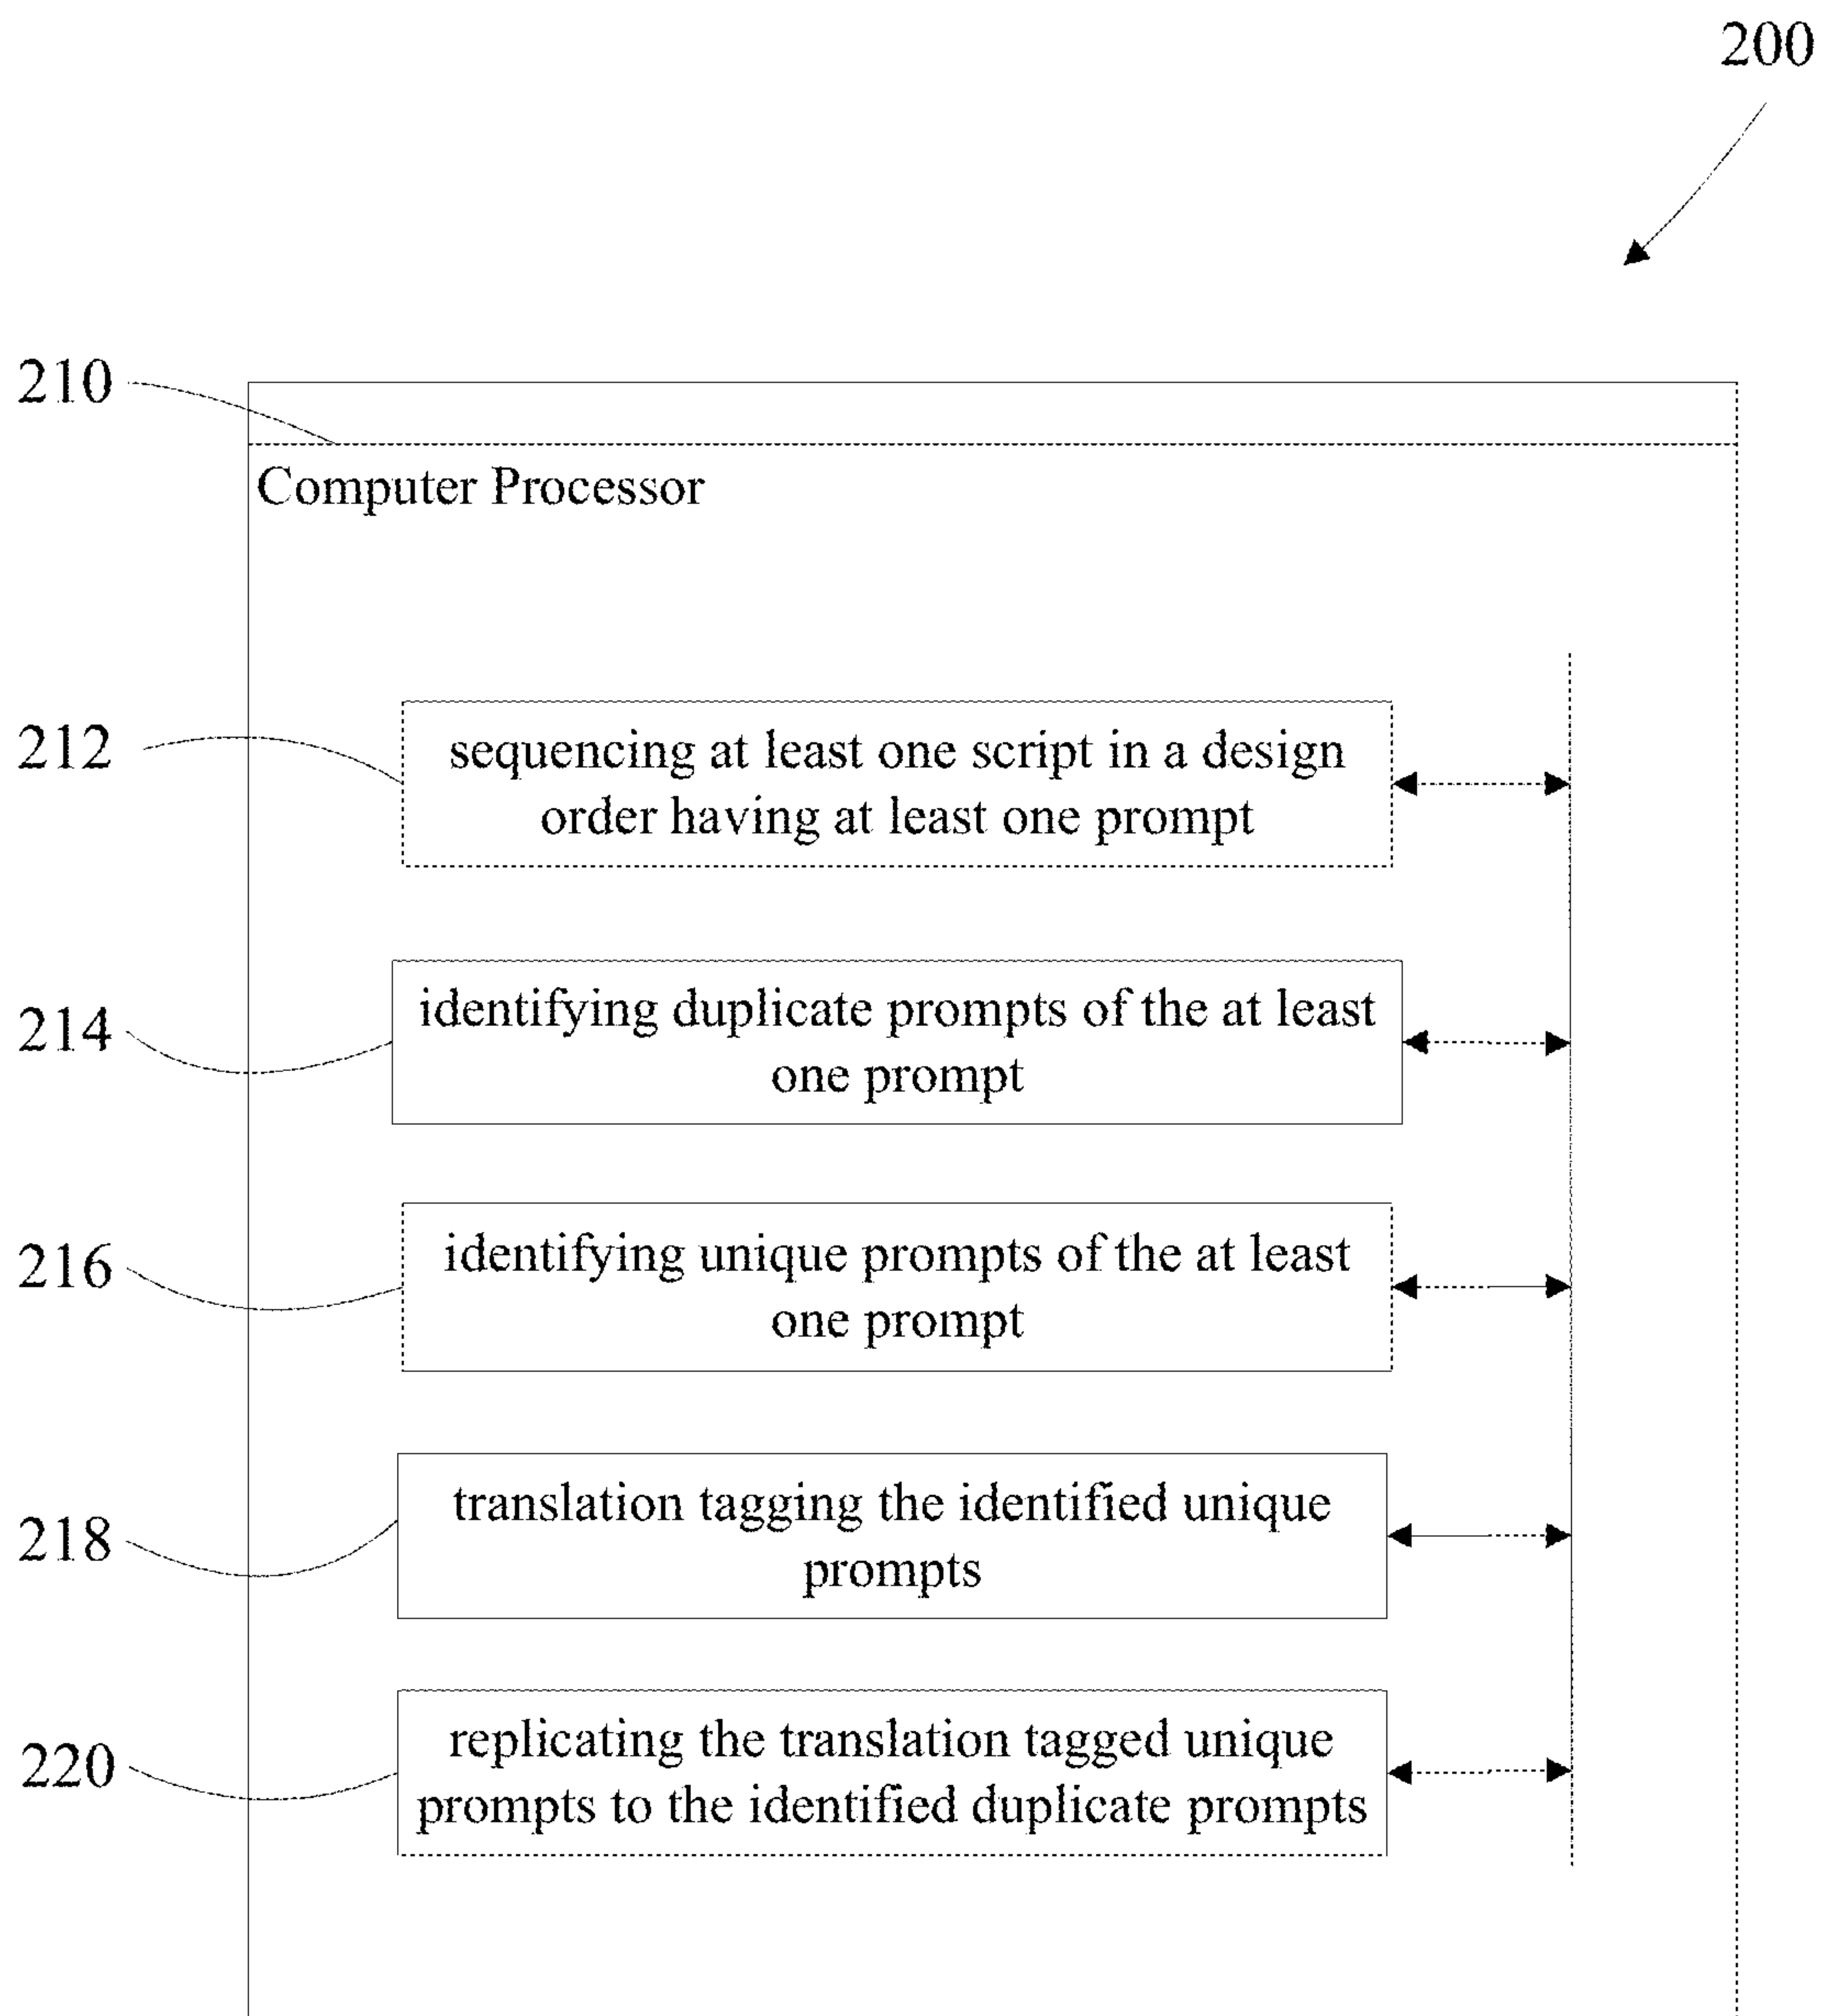 200
210
Computer Processor
212
sequencing at least one script in a design
order having at least one prompt
214
identifying duplicate prompts of the at least
one prompt
216
identifying unique prompts of the at least
one prompt
218
translation tagging the identified unique
prompts
220
replicating the translation tagged unique
prompts to the identified duplicate prompts